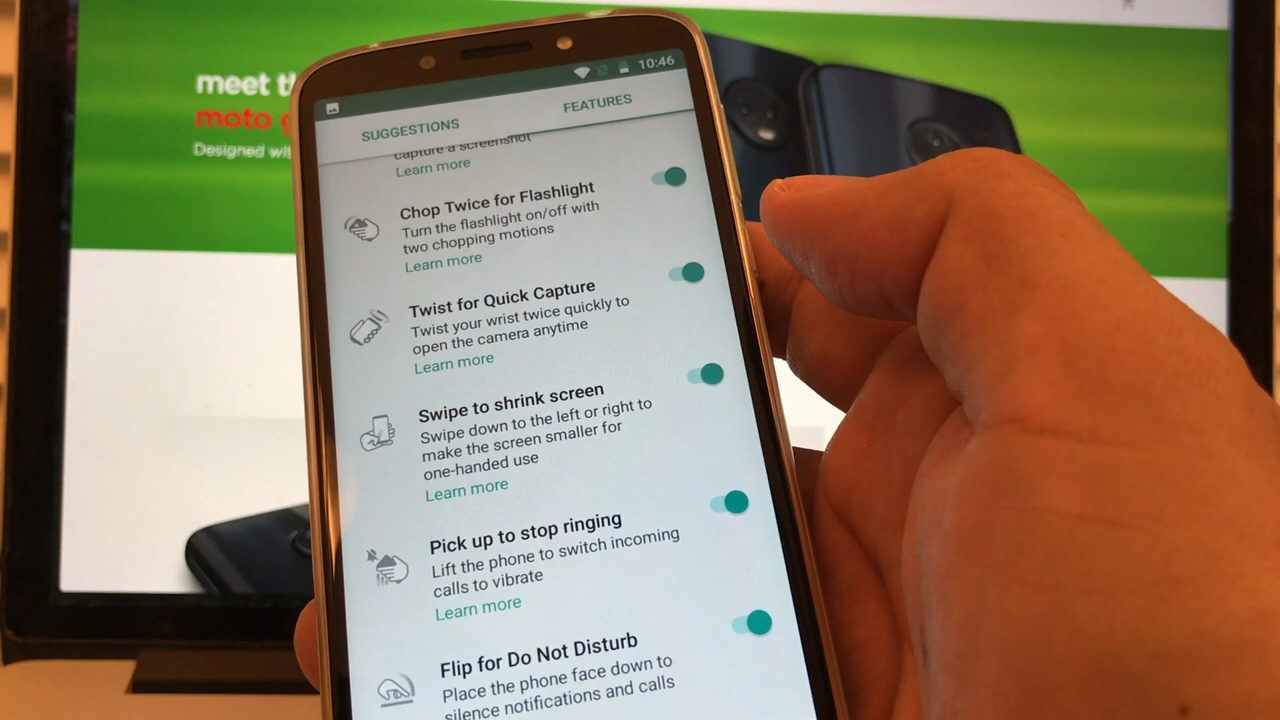 meet t
moto g
Designed wit
10:46
SUGGESTIONS
FEATURES
capture a screenshot
Learn more
Chop Twice for Flashlight
Turn the flashlight on/off with
two chopping motions
Learn more
Twist for Quick Capture
Twist your wrist twice quickly to
open the camera anytime
Learn more
Swipe to shrink screen
Swipe down to the left or right to
make the screen smaller for
one-handed use
Learn more
Pick up to stop ringing
Lift the phone to switch incoming
calls to vibrate
Learn more
Flip for Do Not Disturb
Place the phone face down to
silence notifications and calls